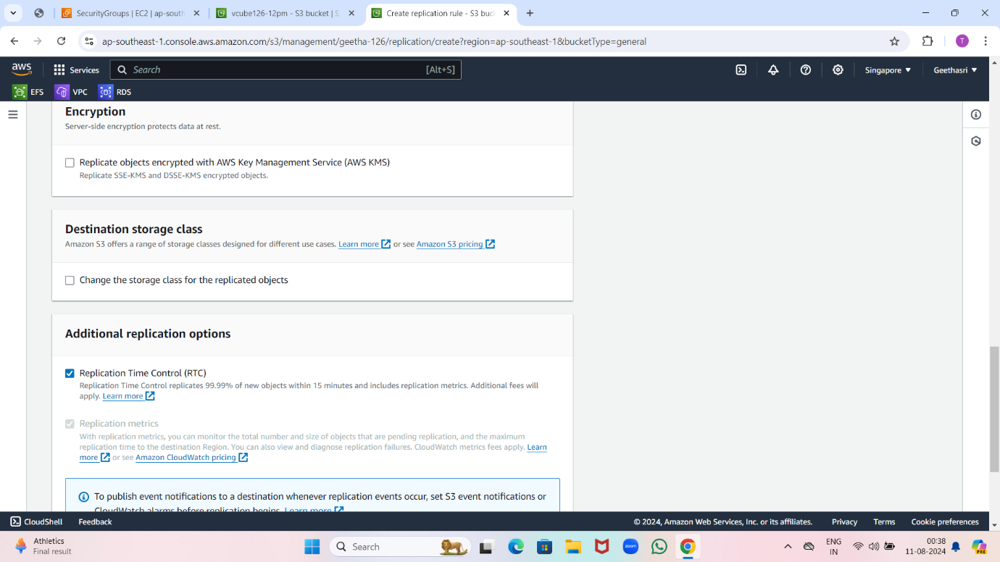 SecurityGroups | EC2 | ap-south
vcube126-12pm - S3 bucket | S
Create replication rule - S3 buc
ap-southeast-1.console.aws.amazon.com/s3/management/geetha-126/replication/create?region=ap-southeast-1&bucketType=general
T
aws
Services
Search
[Alt+S]
Singapore
Geethasri
EFS
VPC
RDS
Encryption
Server-side encryption protects data at rest.
Replicate objects encrypted with AWS Key Management Service (AWS KMS)
Replicate SSE-KMS and DSSE-KMS encrypted objects.
Destination storage class
Amazon S3 offers a range of storage classes designed for different use cases. Learn more or see Amazon S3 pricing
Change the storage class for the replicated objects
Additional replication options
Replication Time Control (RTC)
Replication Time Control replicates 99.99% of new objects within 15 minutes and includes replication metrics. Additional fees will
apply. Learn more
Replication metrics
With replication metrics, you can monitor the total number and size of objects that are pending replication, and the maximum
replication time to the destination Region. You can also view and diagnose replication failures. CloudWatch metrics fees apply. Learn
more or see Amazon CloudWatch pricing
To publish event notifications to a destination whenever replication events occur, set S3 event notifications or
CloudWatch alarms before replication begins. Learn more
CloudShell
Feedback
© 2024, Amazon Web Services, Inc. or its affiliates.
Privacy
Terms
Cookie preferences
Athletics
Final result
Search
zoom
ENG
IN
00:38
11-08-2024
PRE